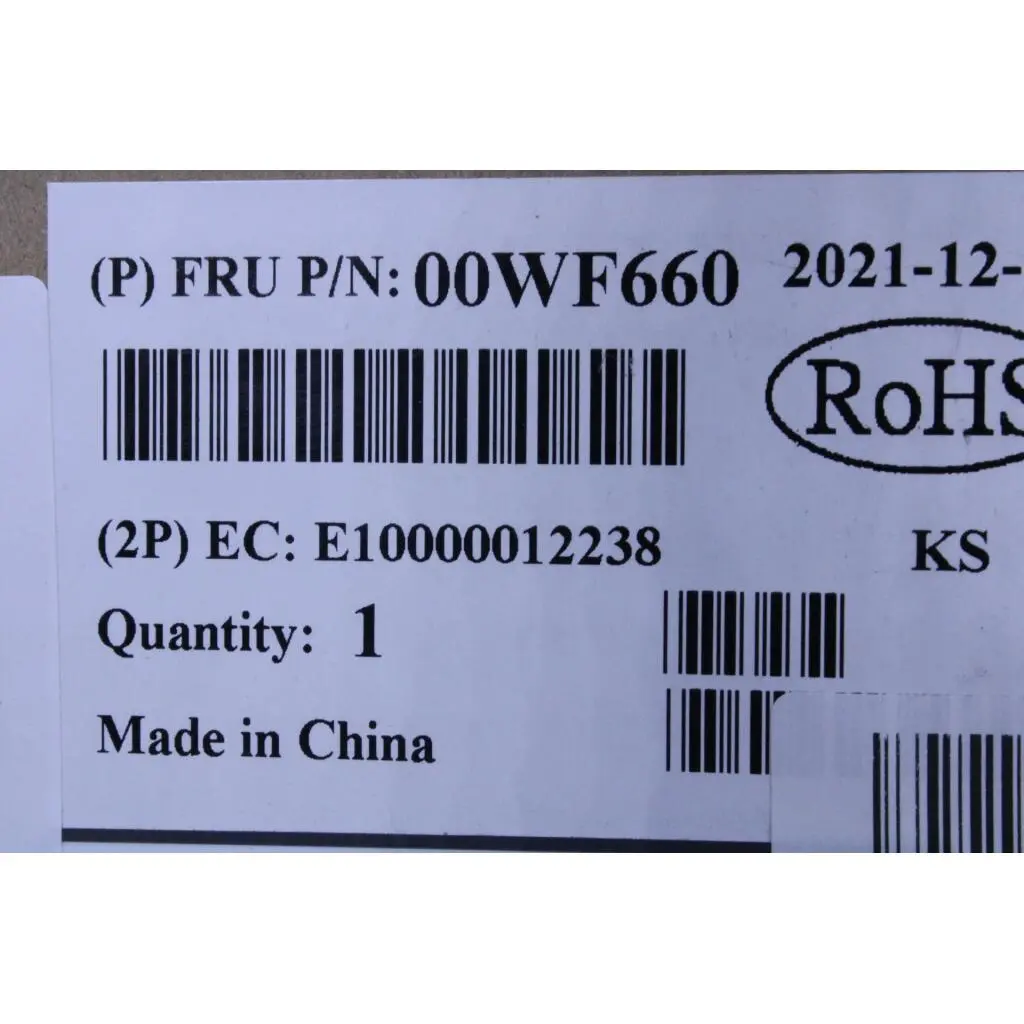 (P) FRU P/N: 00WF660 2021-12-
RoHS
(2P) EC: E10000012238 KS
Quantity: 1
Made in China